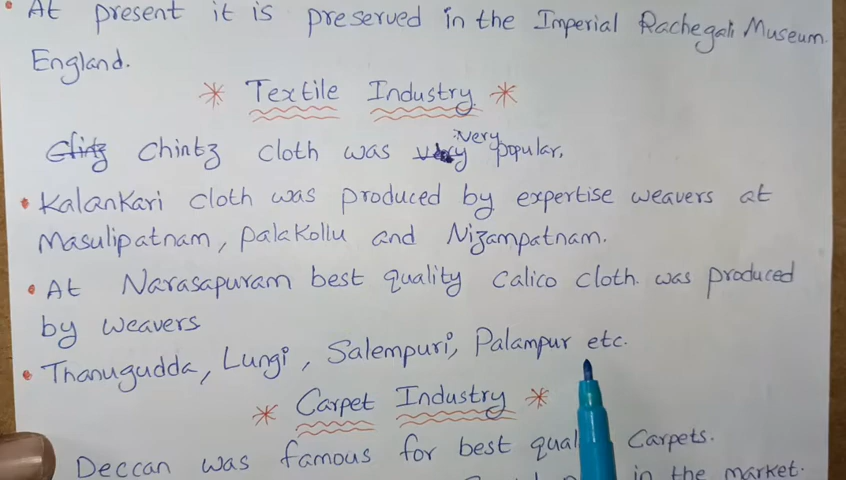 At present it is preserved in the Imperial Rachegali Museum.
England.
Textile Industry
Chintz cloth was very popular.
Kalankari cloth was produced by expertise weavers at
Masulipatnam, Palakollu and Nizampatnam.
At Narasapuram best quality calico cloth. was produced
by weavers
Thanugudda, Lungi, Salempuri, Palampur etc.
Carpet Industry
Deccan was famous for best qual Carpets.
in the market.